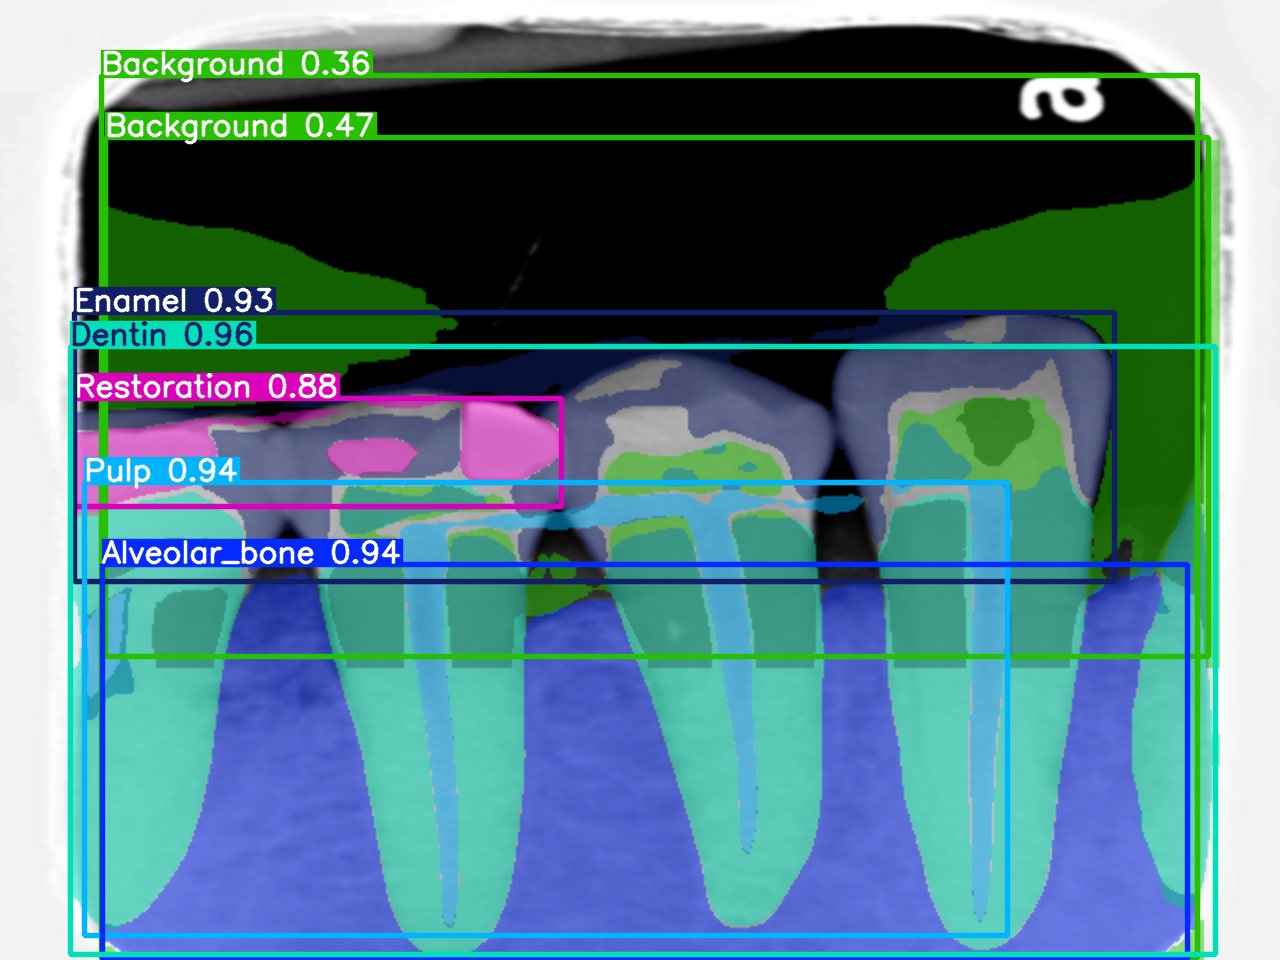 Background 0.36
a
Background 0.47
Enamel 0.93
Dentin 0.96
Restoration 0.88
Pulp 0.94
Alveolar_bone 0.94